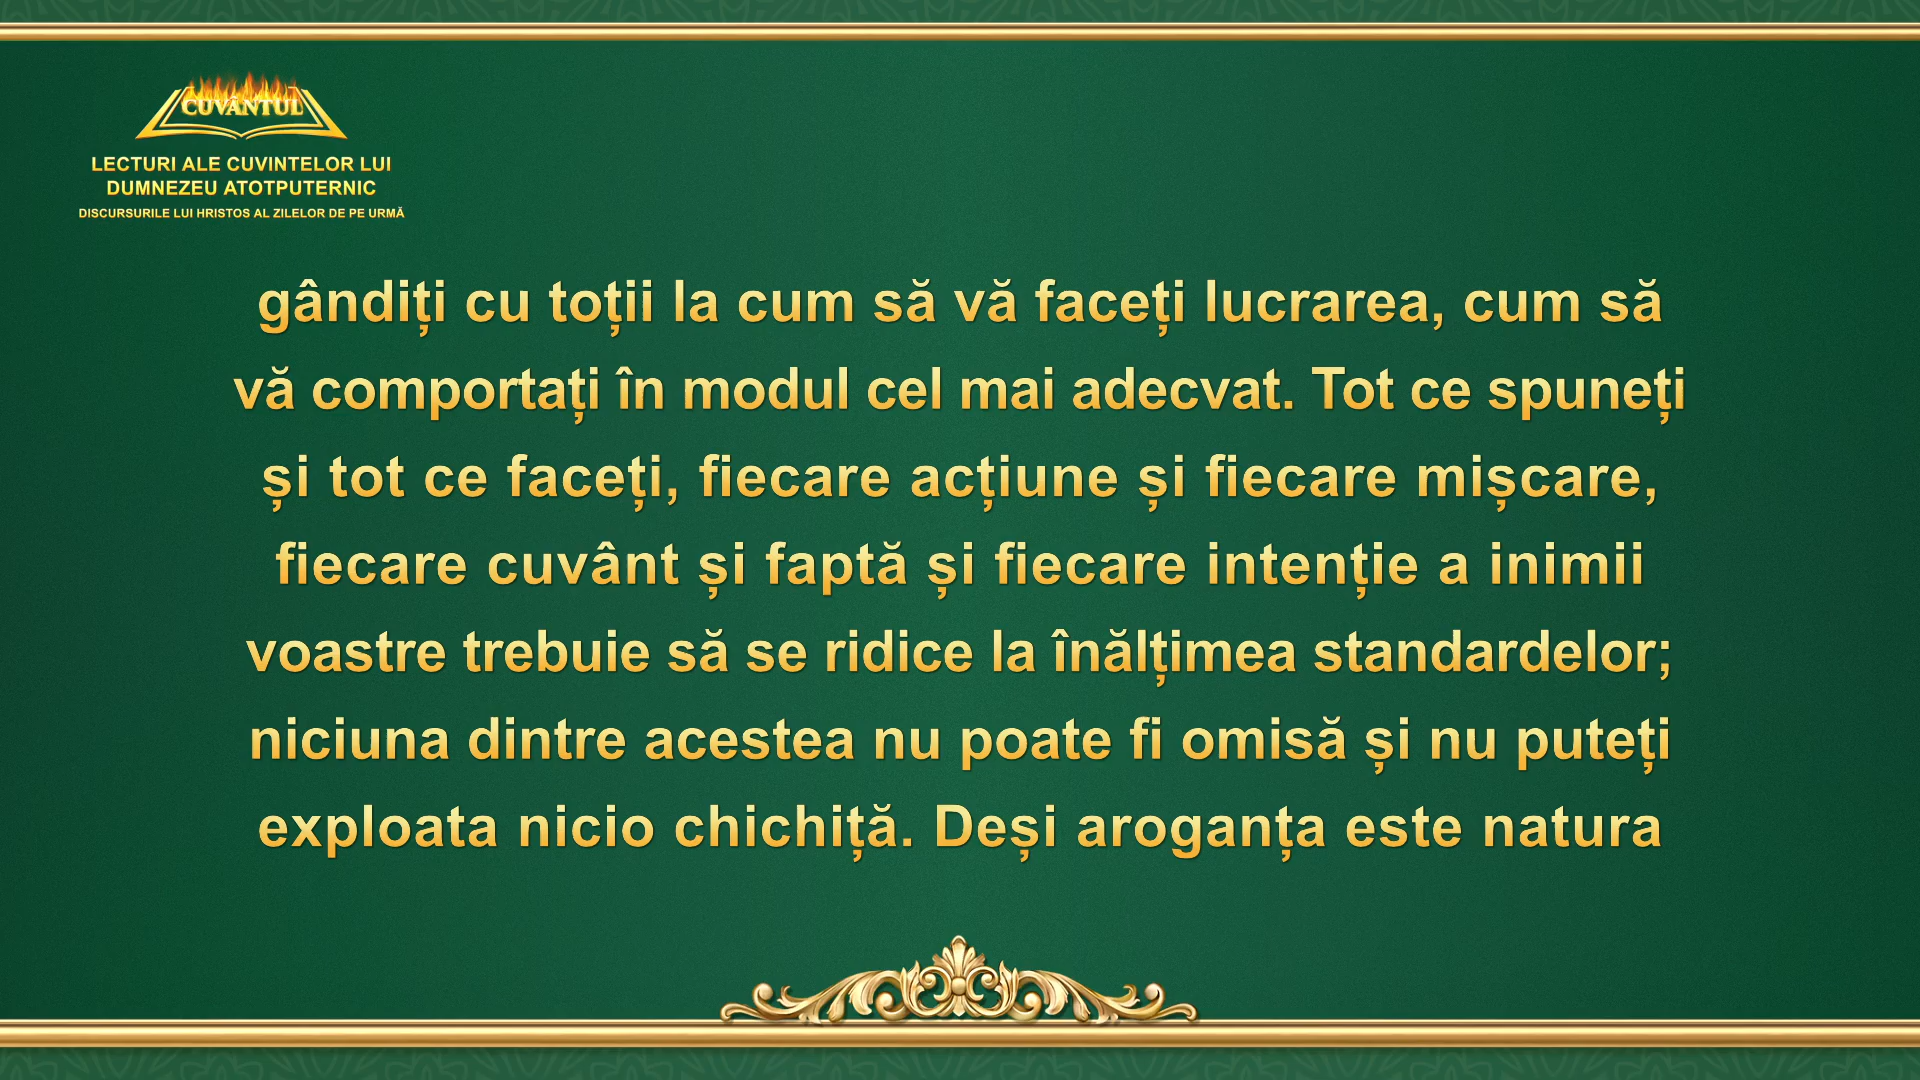 CUVÂNTUL
LECTURI ALE CUVINTELOR LUI
DUMNEZEU ATOTPUTERNIC
DISCURSURILE LUI HRISTOS AL ZILELOR DE PE URMĂ
gândiți cu toții la cum să vă faceți lucrarea, cum să
vă comportați în modul cel mai adecvat. Tot ce spuneți
și tot ce faceți, fiecare acțiune și fiecare mișcare,
fiecare cuvânt și faptă și fiecare intenție a inimii
voastre trebuie să se ridice la înălțimea standardelor;
niciuna dintre acestea nu poate fi omisă și nu puteți
exploata nicio chichiță. Deși aroganța este natura